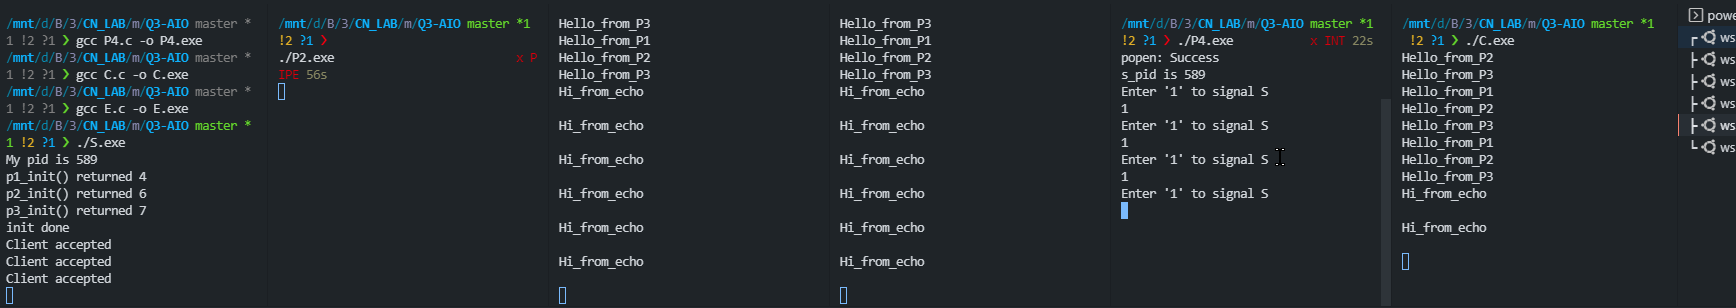 /mnt/d/B/3/CN_LAB/m/Q3-AIO master *
1 !2 ?1 ❯ gcc P4.c -o P4.exe
/mnt/d/B/3/CN_LAB/m/Q3-AIO master *
1 !2 ?1 ❯ gcc C.c -o C.exe
/mnt/d/B/3/CN_LAB/m/Q3-AIO master *
1 !2 ?1 ❯ gcc E.c -o E.exe
/mnt/d/B/3/CN_LAB/m/Q3-AIO master *
1 !2 ?1 ❯ ./S.exe
My pid is 589
p1_init() returned 4
p2_init() returned 6
p3_init() returned 7
init done
Client accepted
Client accepted
Client accepted
/mnt/d/B/3/CN_LAB/m/Q3-AIO master *1
!2 ?1 ❯
./P2.exe x P
IPE 56s
Hello_from_P3
Hello_from_P1
Hello_from_P2
Hello_from_P3
Hi_from_echo
Hi_from_echo
Hi_from_echo
Hi_from_echo
Hi_from_echo
Hi_from_echo
Hello_from_P3
Hello_from_P1
Hello_from_P2
Hello_from_P3
Hi_from_echo
Hi_from_echo
Hi_from_echo
Hi_from_echo
Hi_from_echo
Hi_from_echo
/mnt/d/B/3/CN_LAB/m/Q3-AIO master *1
!2 ?1 ❯ ./P4.exe x INT 22s
popen: Success
s_pid is 589
Enter '1' to signal S
1
Enter '1' to signal S
1
Enter '1' to signal S
1
Enter '1' to signal S
/mnt/d/B/3/CN_LAB/m/Q3-AIO master *1
!2 ?1 ❯ ./C.exe
Hello_from_P2
Hello_from_P3
Hello_from_P1
Hello_from_P2
Hello_from_P3
Hello_from_P1
Hello_from_P2
Hello_from_P3
Hi_from_echo
Hi_from_echo
powe
ws
ws
ws
ws
ws
ws